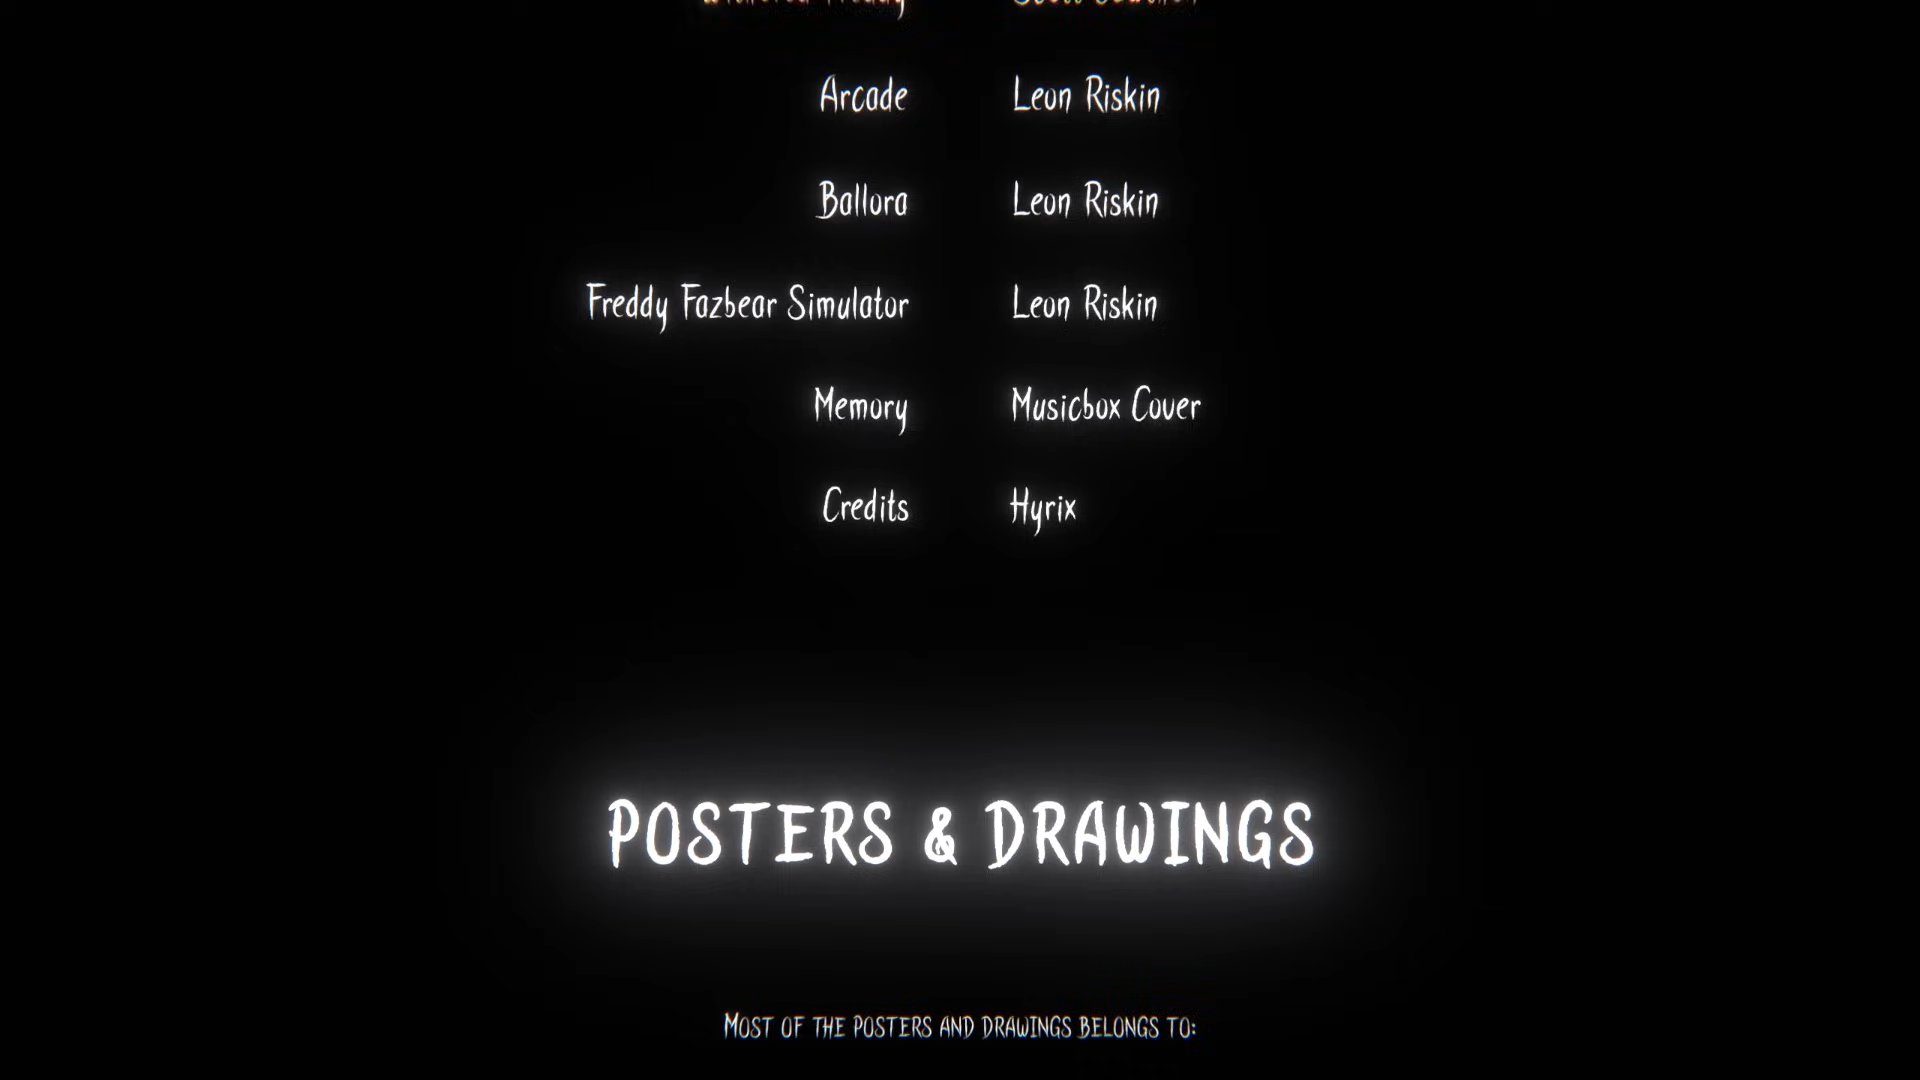 Arcade Leon Riskin
Ballora Leon Riskin
Freddy Fazbear Simulator Leon Riskin
Memory Musicbox Cover
Credits Hyrix
POSTERS & DRAWINGS
MOST OF THE POSTERS AND DRAWINGS BELONGS TO: